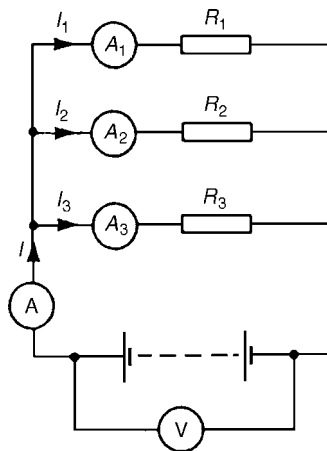 I₁ A₁ R₁
I₂ A₂ R₂
I₃ A₃ R₃
I
A
V